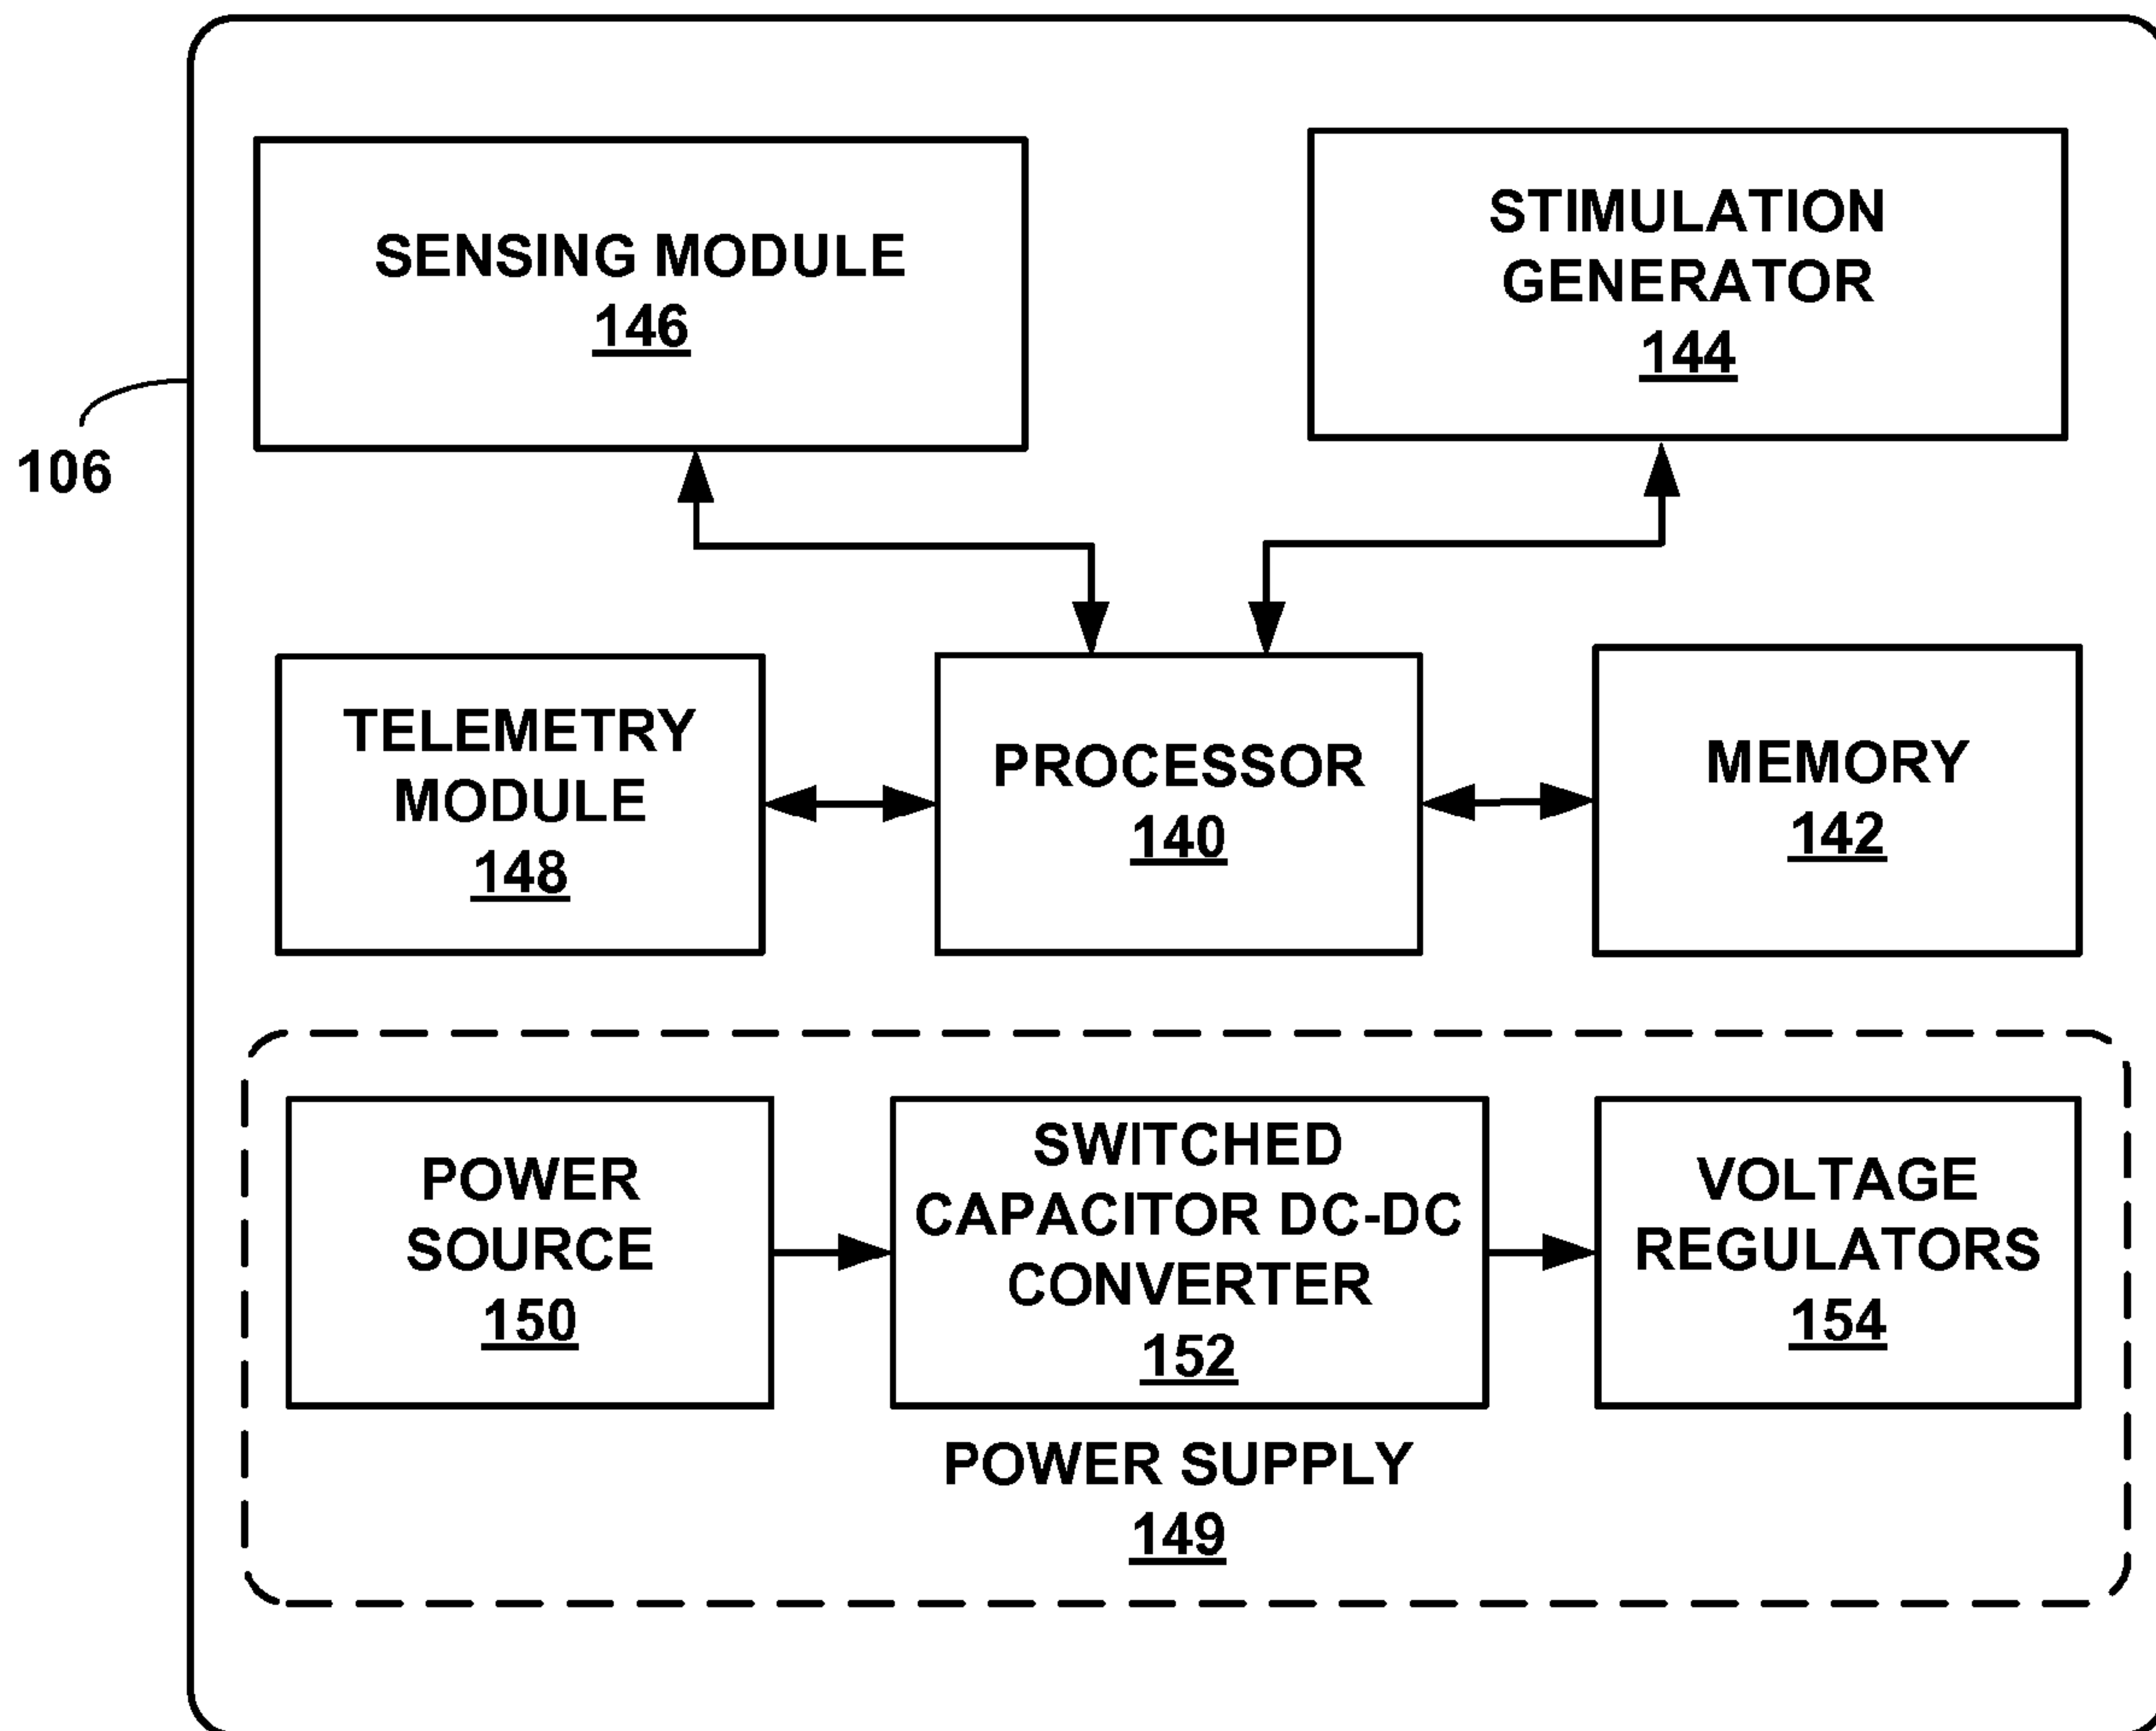 SENSING MODULE
146
STIMULATION
GENERATOR
144
106
TELEMETRY
MODULE
148
PROCESSOR
140
MEMORY
142
POWER
SOURCE
150
SWITCHED
CAPACITOR DC-DC
CONVERTER
152
VOLTAGE
REGULATORS
154
POWER SUPPLY
149